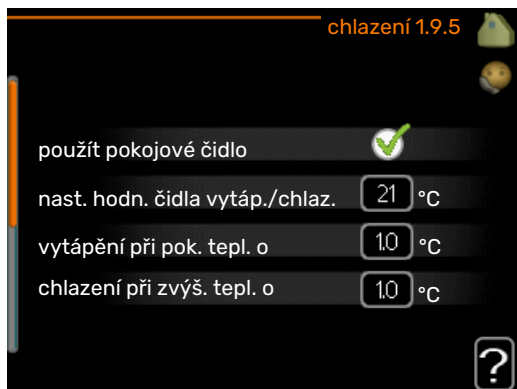 chlazení 1.9.5
použít pokojové čidlo
nast. hodn. čidla vytáp./chlaz. 21 °C
vytápění při pok. tepl. o 1.0 °C
chlazení při zvýš. tepl. o 1.0 °C
?